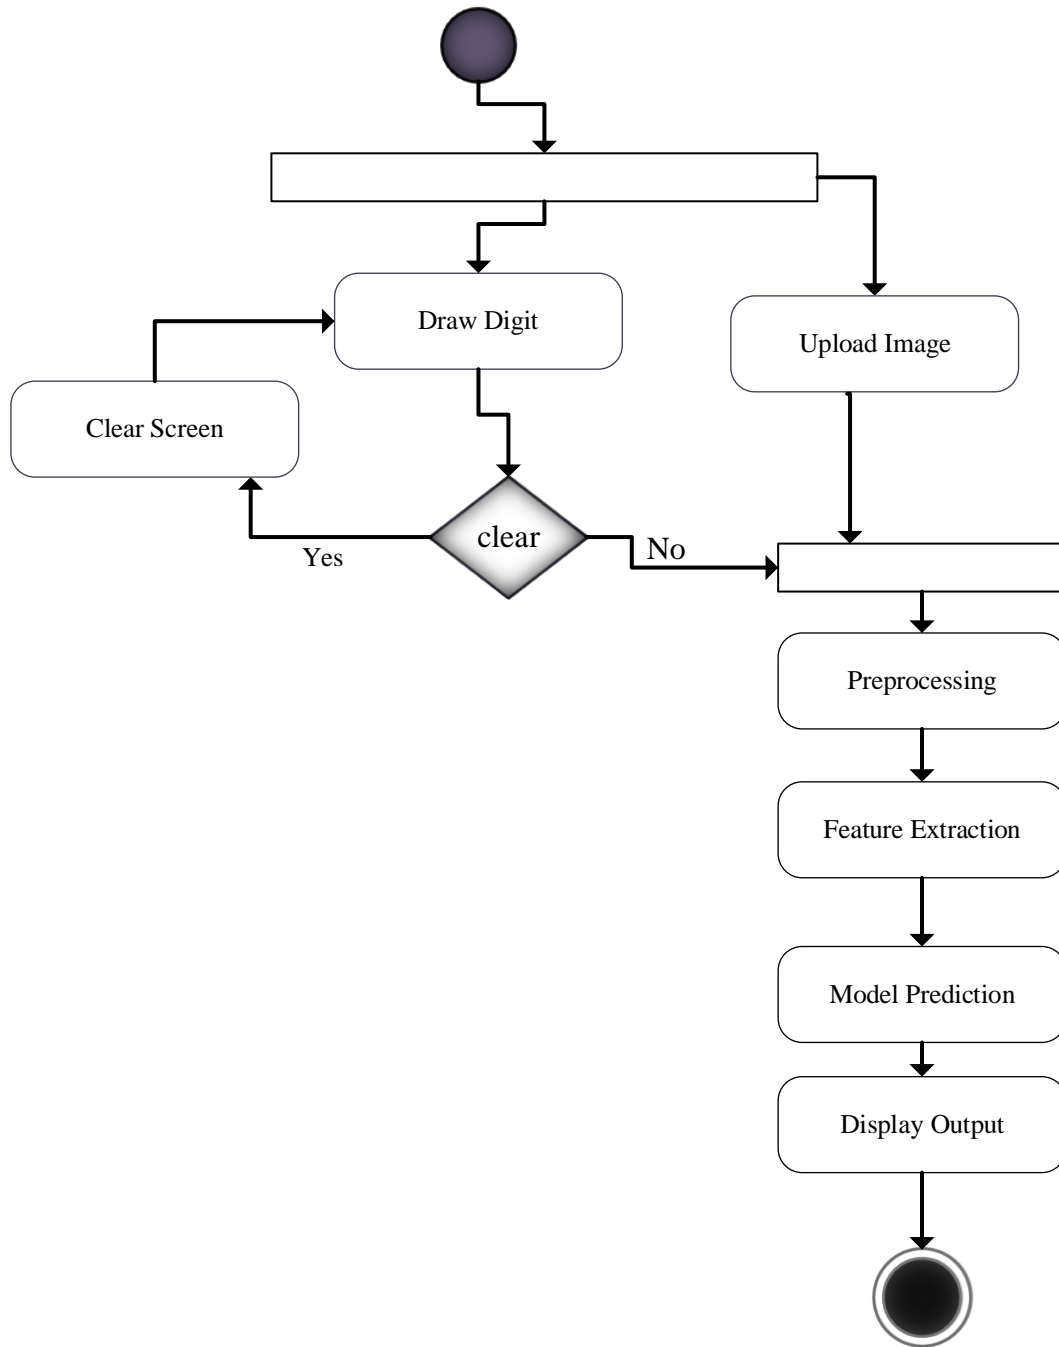 Draw Digit
Upload Image
Clear Screen
clear
Yes
No
Preprocessing
Feature Extraction
Model Prediction
Display Output